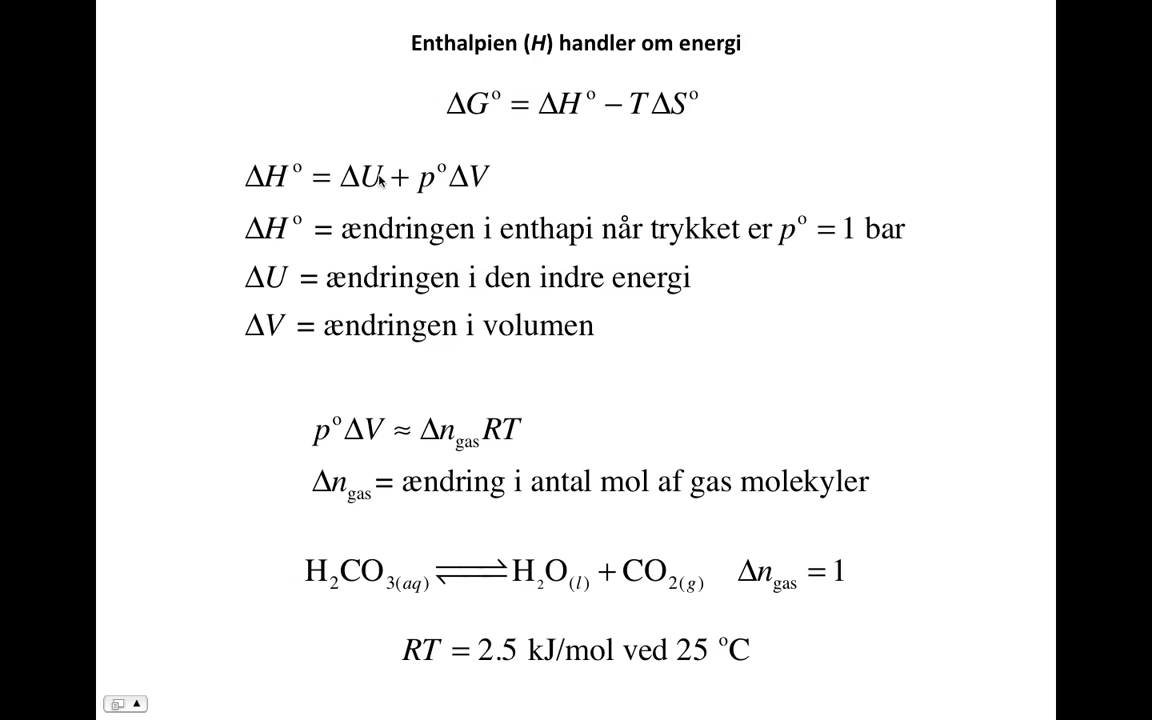 Enthalpien (H) handler om energi
ΔG° = ΔH° − TΔS°
ΔH° = ΔU + p°ΔV
ΔH° = ændringen i enthapi når trykket er p° = 1 bar
ΔU = ændringen i den indre energi
ΔV = ændringen i volumen
p°ΔV ≈ Δn_gas RT
Δn_gas = ændring i antal mol af gas molekyler
H₂CO₃(aq) ⇌ H₂O(l) + CO₂(g) Δn_gas = 1
RT = 2.5 kJ/mol ved 25 °C